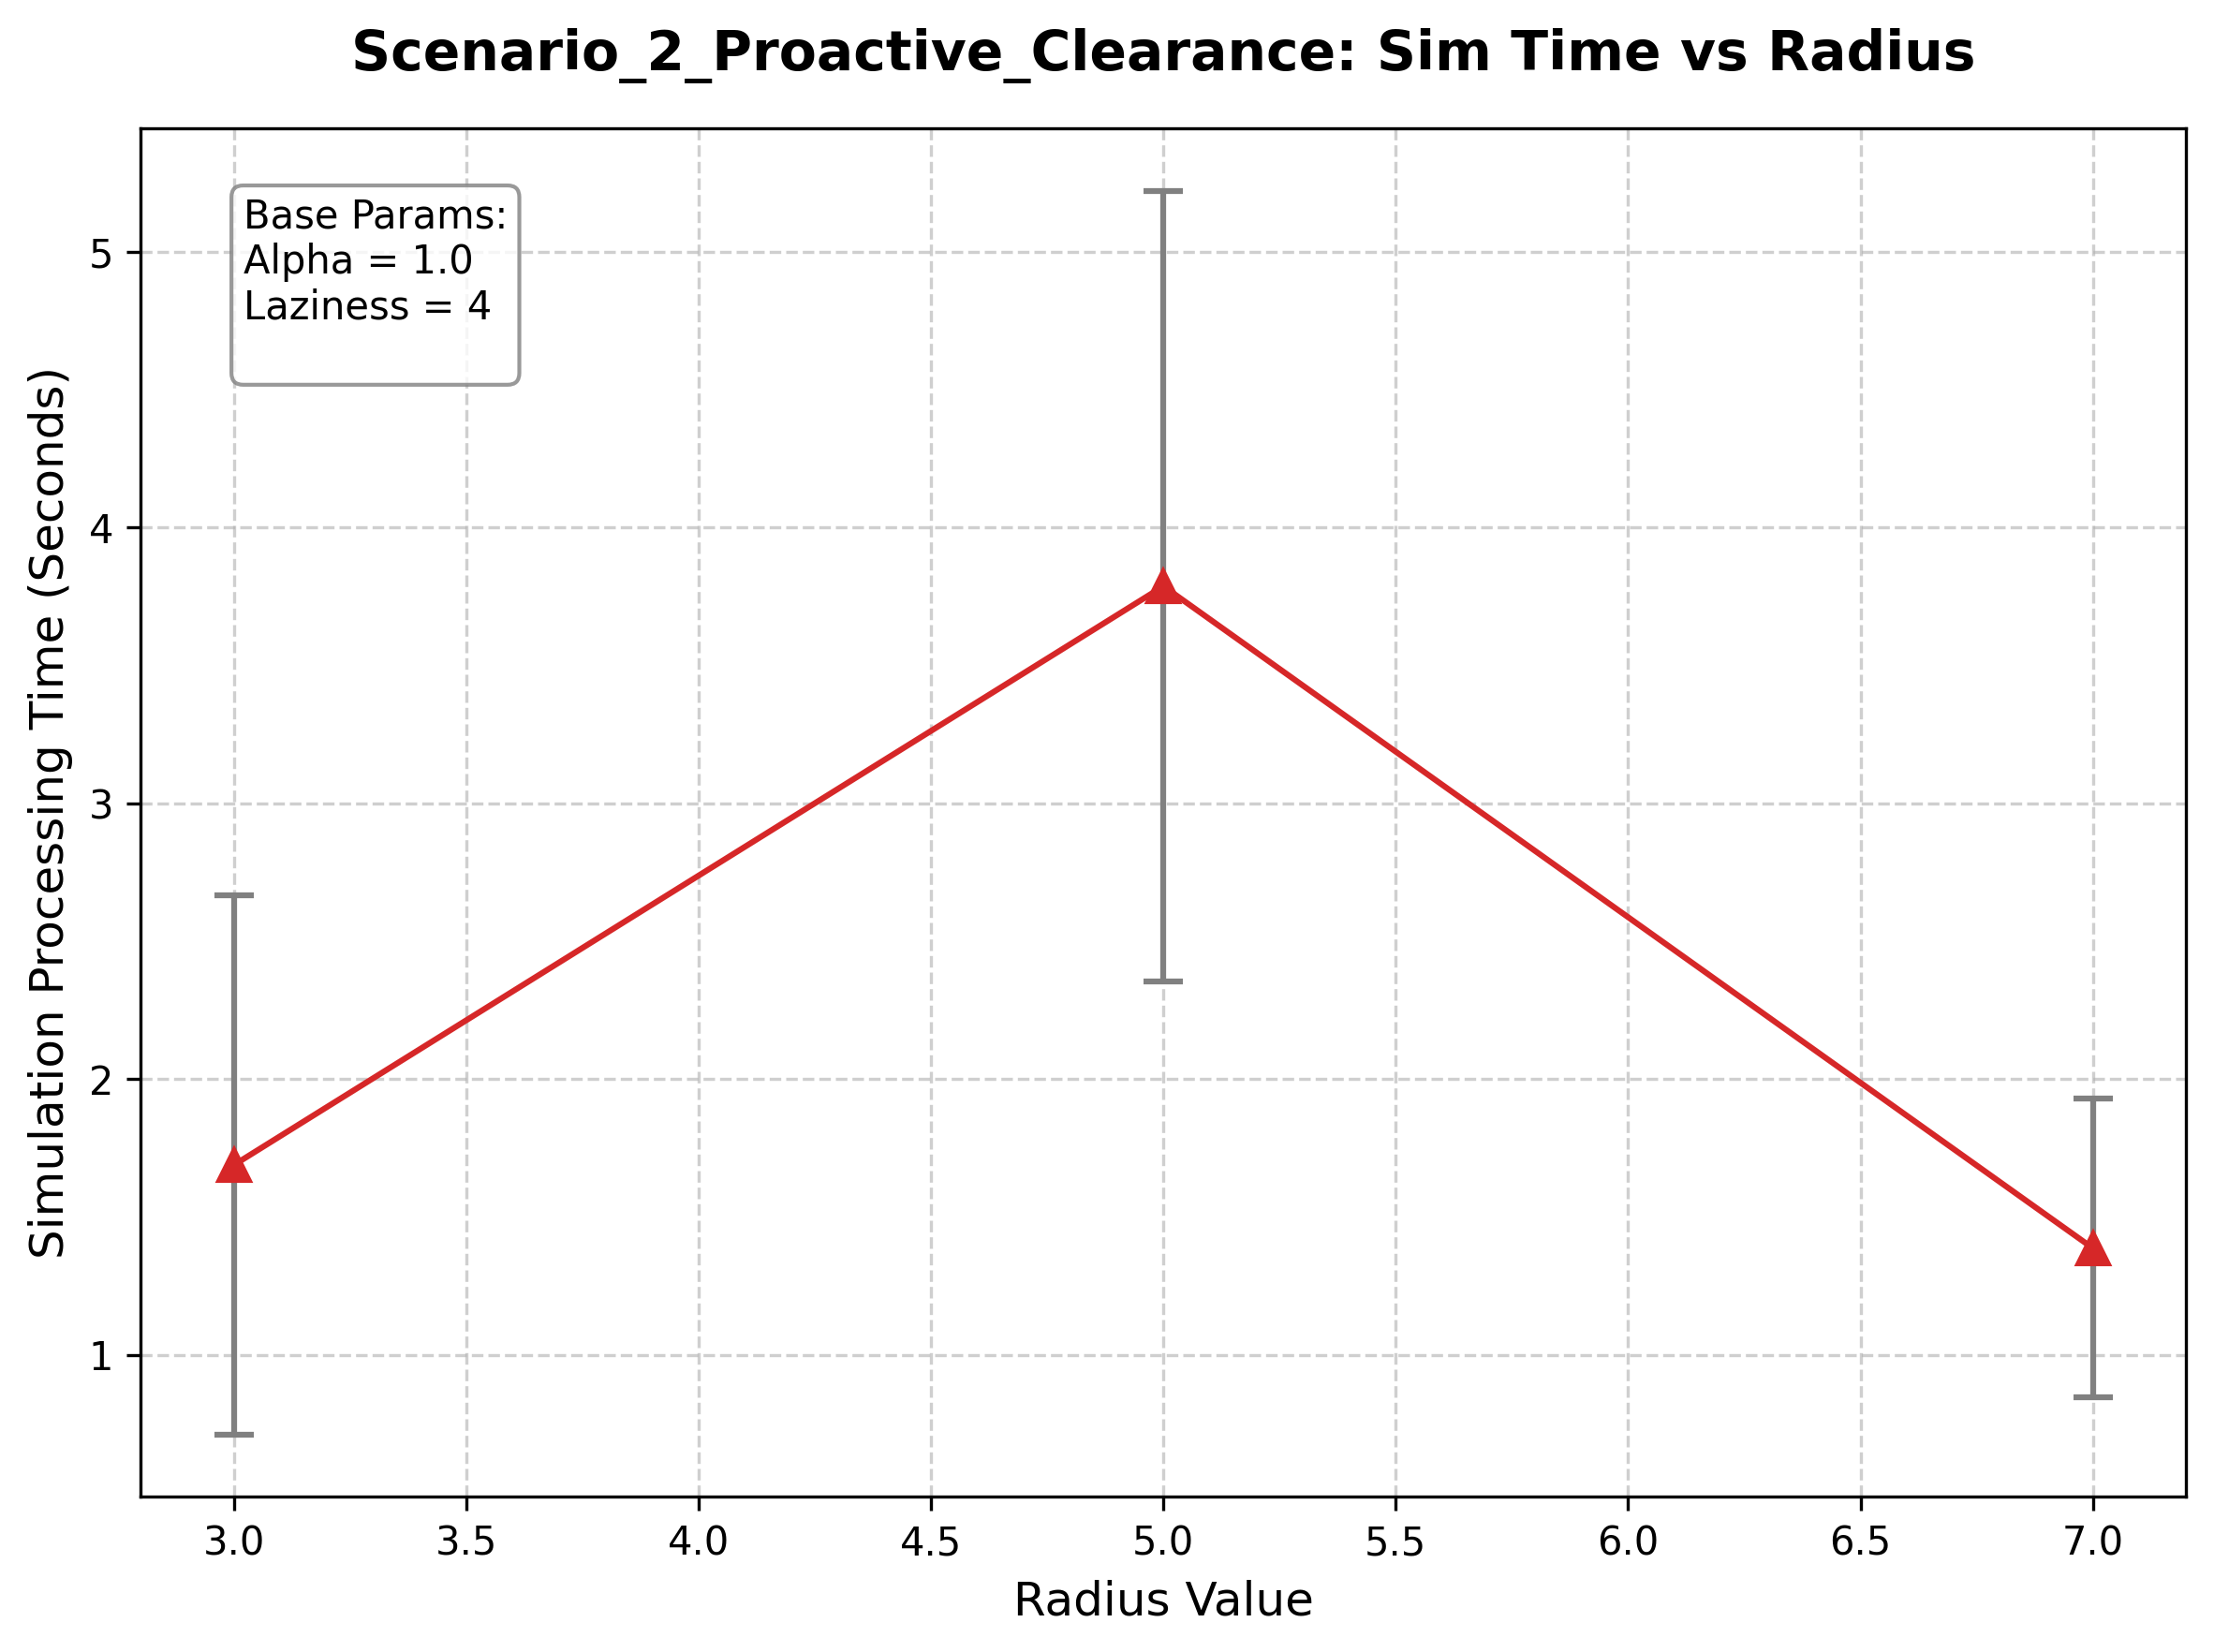 Scenario_2_Proactive_Clearance: Sim Time vs Radius
Base Params:
Alpha = 1.0
Laziness = 4
Simulation Processing Time (Seconds)
5
4
3
2
1
3.0 3.5 4.0 4.5 5.0 5.5 6.0 6.5 7.0
Radius Value